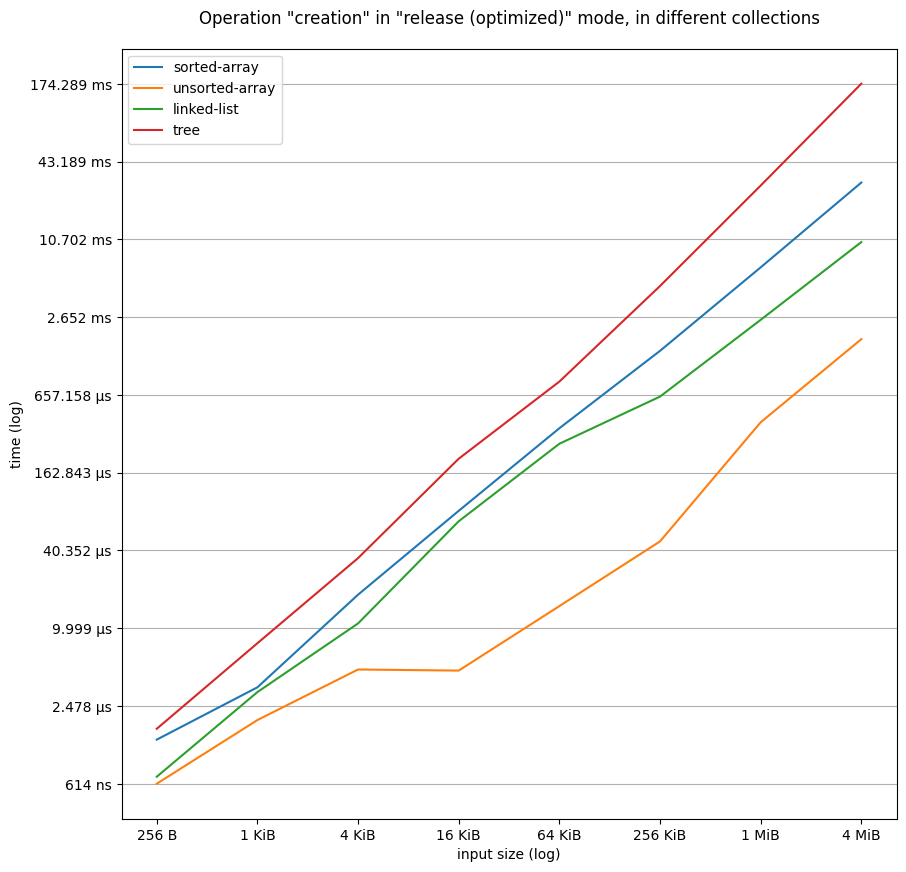 Operation "creation" in "release (optimized)" mode, in different collections
sorted-array
unsorted-array
linked-list
tree
174.289 ms
43.189 ms
10.702 ms
2.652 ms
657.158 µs
162.843 µs
40.352 µs
9.999 µs
2.478 µs
614 ns
time (log)
256 B
1 KiB
4 KiB
16 KiB
64 KiB
256 KiB
1 MiB
4 MiB
input size (log)